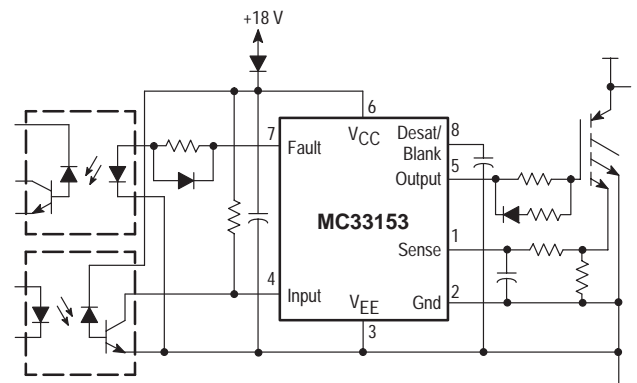 +18 V
6
7
VCC
Desat/
Blank
8
Fault
5
Output
MC33153
Sense
1
4
Input
VEE
Gnd
2
3